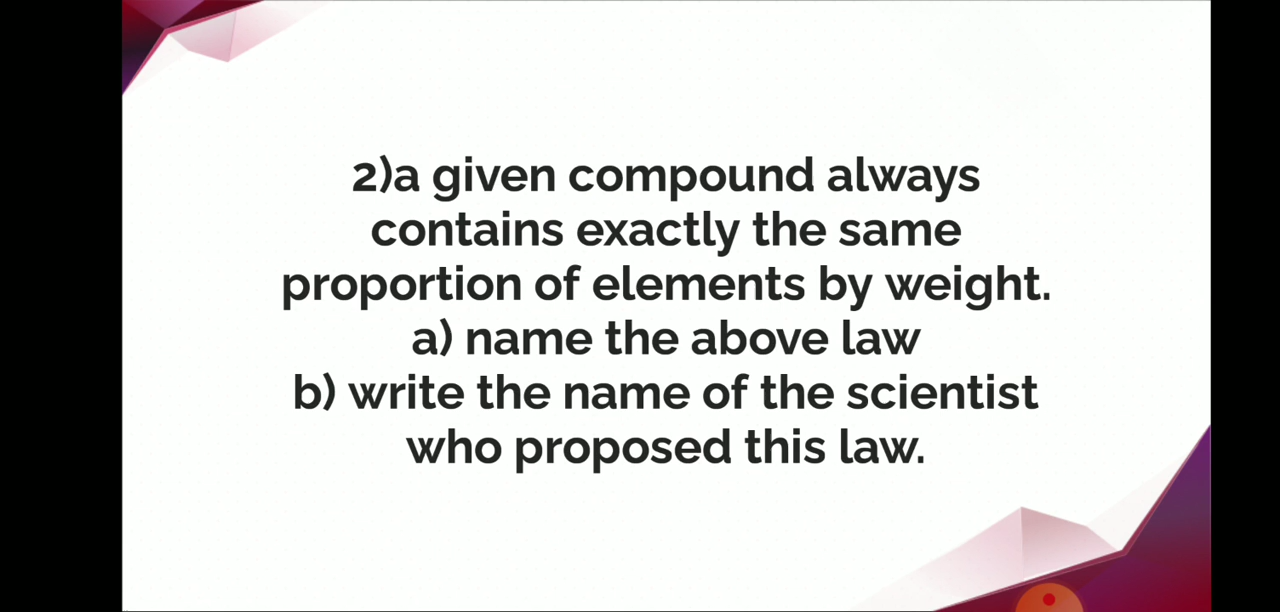 2)a given compound always
contains exactly the same
proportion of elements by weight.
a) name the above law
b) write the name of the scientist
who proposed this law.